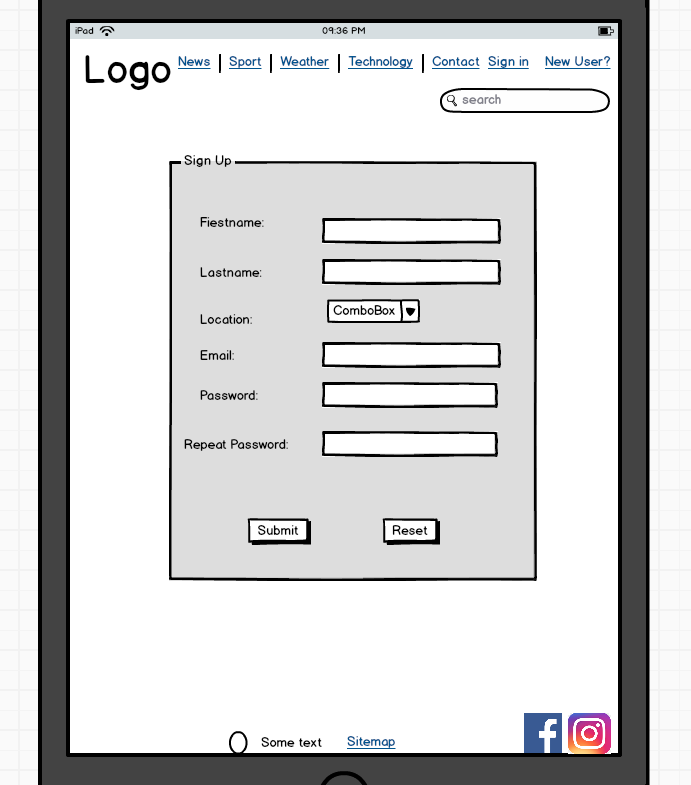 iPad 09:36 PM
Logo News Sport Weather Technology Contact Sign in New User?
search
Sign Up
Fiestname:
Lastname:
Location: ComboBox
Email:
Password:
Repeat Password:
Submit Reset
Some text Sitemap